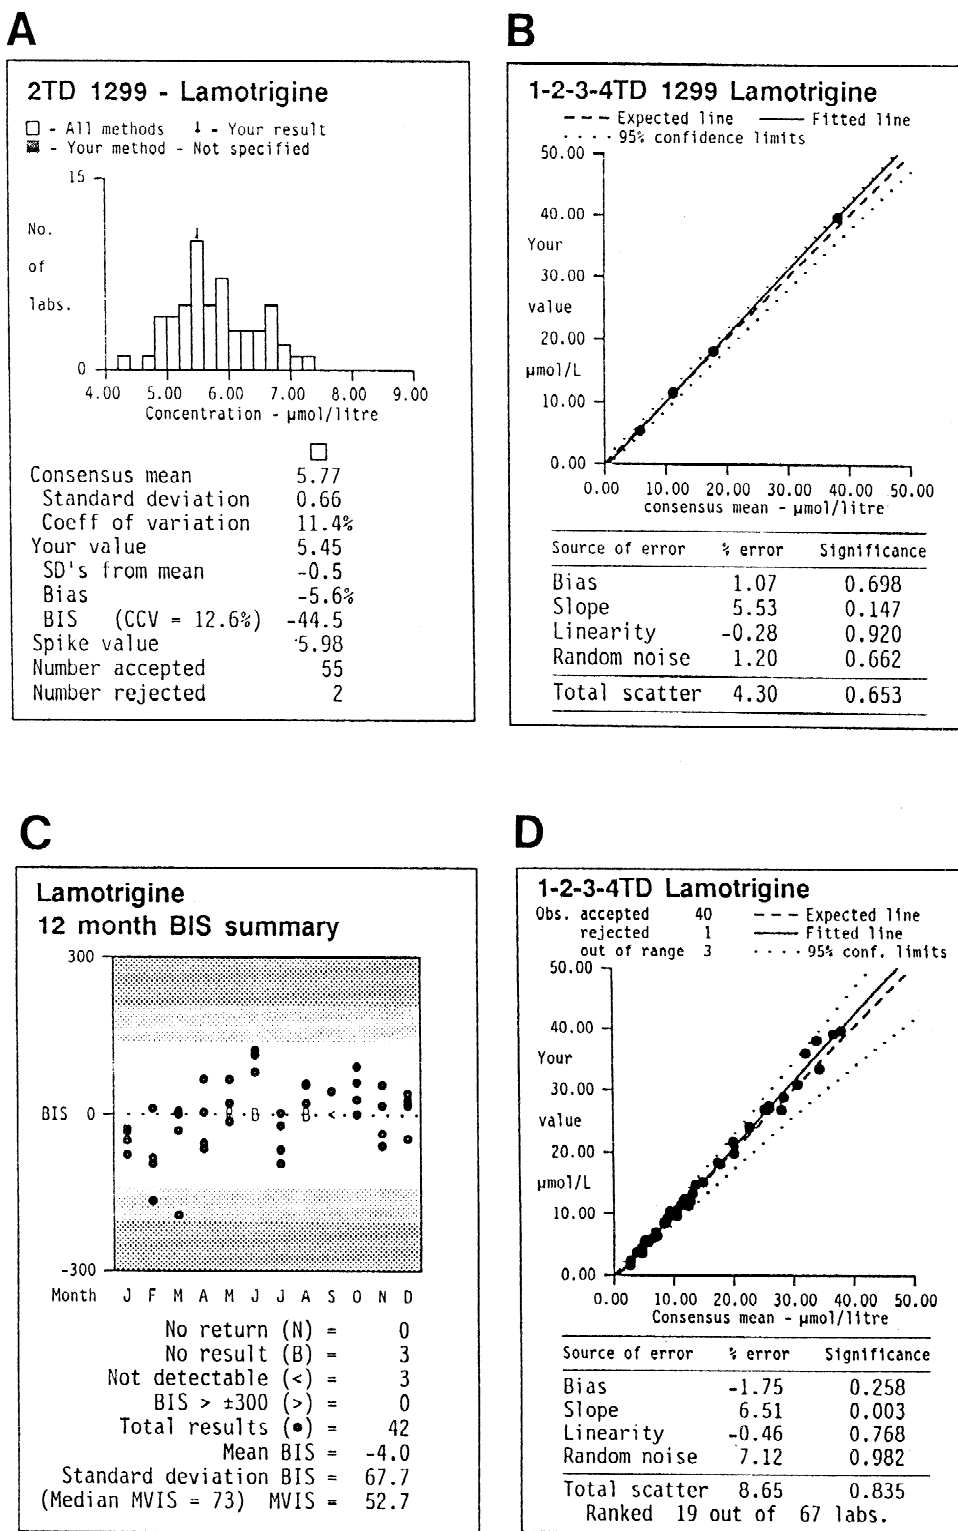 A
2TD 1299 - Lamotrigine
- All methods ↓ - Your result
- Your method - Not specified
15
No.
of
labs.
0
4.00 5.00 6.00 7.00 8.00 9.00
Concentration - µmol/litre
Consensus mean 5.77
Standard deviation 0.66
Coeff of variation 11.4%
Your value 5.45
SD's from mean -0.5
Bias -5.6%
BIS (CCV = 12.6%) -44.5
Spike value 5.98
Number accepted 55
Number rejected 2
B
1-2-3-4TD 1299 Lamotrigine
Expected line Fitted line
95% confidence limits
50.00
40.00
Your
30.00
value
20.00
µmol/L
10.00
0.00
0.00 10.00 20.00 30.00 40.00 50.00
consensus mean - µmol/litre
Source of error % error Significance
Bias 1.07 0.698
Slope 5.53 0.147
Linearity -0.28 0.920
Random noise 1.20 0.662
Total scatter 4.30 0.653
C
Lamotrigine
12 month BIS summary
300
BIS 0
B B <
-300
Month J F M A M J J A S O N D
No return (N) = 0
No result (B) = 3
Not detectable (<) = 3
BIS > ±300 (>) = 0
Total results (●) = 42
Mean BIS = -4.0
Standard deviation BIS = 67.7
(Median MVIS = 73) MVIS = 52.7
D
1-2-3-4TD Lamotrigine
Obs. accepted 40 Expected line
rejected 1 Fitted line
out of range 3 95% conf. limits
50.00
40.00
Your
30.00
value
20.00
µmol/L
10.00
0.00
0.00 10.00 20.00 30.00 40.00 50.00
Consensus mean - µmol/litre
Source of error % error Significance
Bias -1.75 0.258
Slope 6.51 0.003
Linearity -0.46 0.768
Random noise 7.12 0.982
Total scatter 8.65 0.835
Ranked 19 out of 67 labs.